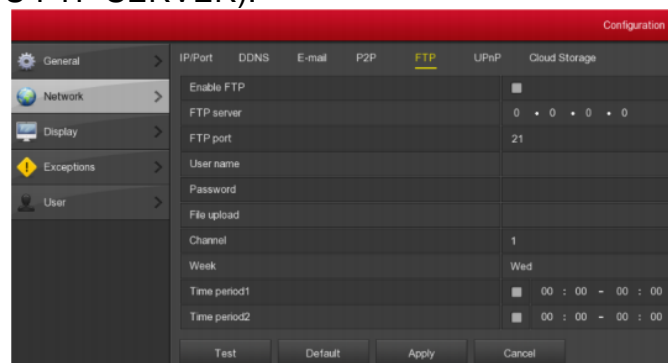 SERVER).
Configuration
General
IP/Port DDNS E-mail P2P FTP UPnP Cloud Storage
Network
Display
Exceptions
User
Enable FTP
FTP server 0 • 0 • 0 • 0
FTP port 21
User name
Password
File upload
Channel 1
Week Wed
Time period1 00 : 00 - 00 : 00
Time period2 00 : 00 - 00 : 00
Test Default Apply Cancel